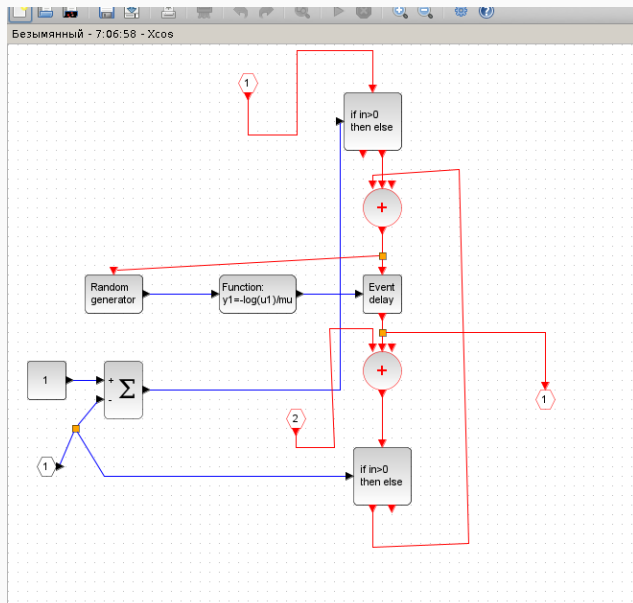 Безымянный - 7:06:58 - Xcos
1
if in>0
then else
+
Random
generator
Function:
y1=-log(u1)/mu
Event
delay
1
+
-
Σ
+
1
2
1
if in>0
then else